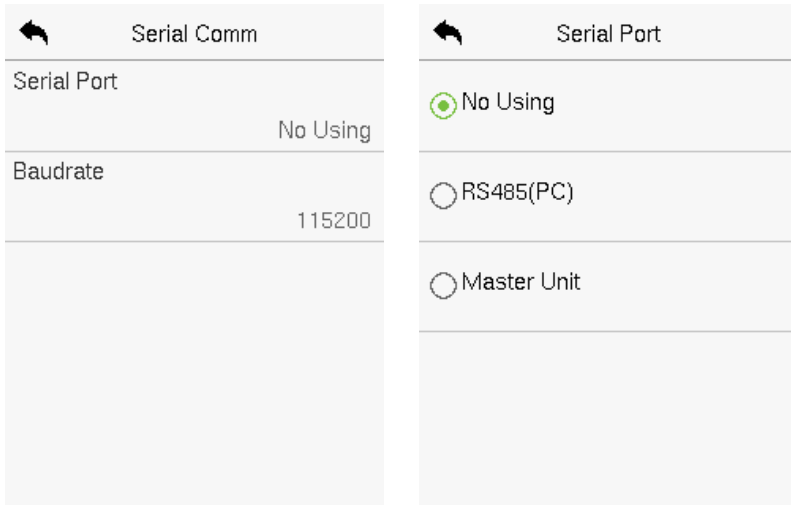 Serial Comm
Serial Port
No Using
Baudrate
115200
Serial Port
No Using
RS485(PC)
Master Unit